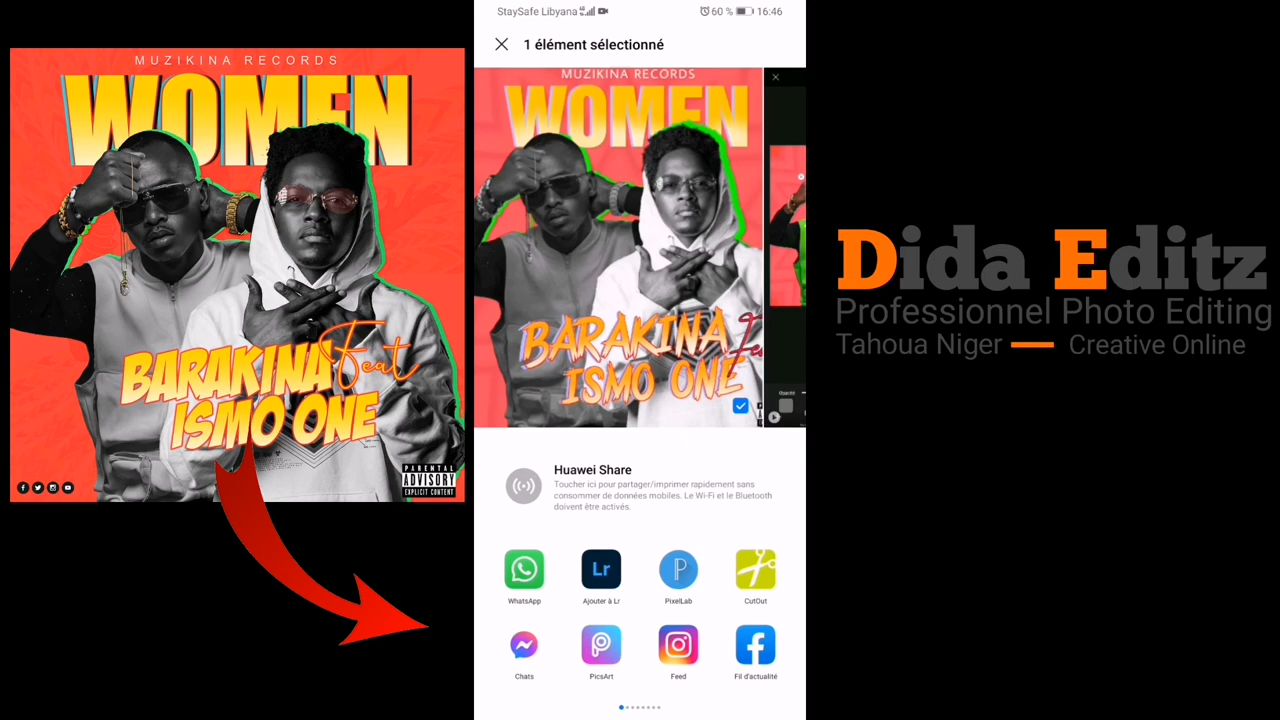 MUZIKINA RECORDS
WOMEN
BARAKINA Feat
ISMO ONE
PARENTAL
ADVISORY
EXPLICIT CONTENT
StaySafe Libyana
60 %
16:46
1 élément sélectionné
MUZIKINA RECORDS
WOMEN
BARAKINA
ISMO ONE
Opacité
Huawei Share
Toucher ici pour partager/imprimer rapidement sans
consommer de données mobiles. Le Wi-Fi et le Bluetooth
doivent être activés.
Lr
WhatsApp
Ajouter à Lr
PixelLab
CutOut
Chats
PicsArt
Feed
Fil d'actualité
Dida Editz
Professionnel Photo Editing
Tahoua Niger — Creative Online